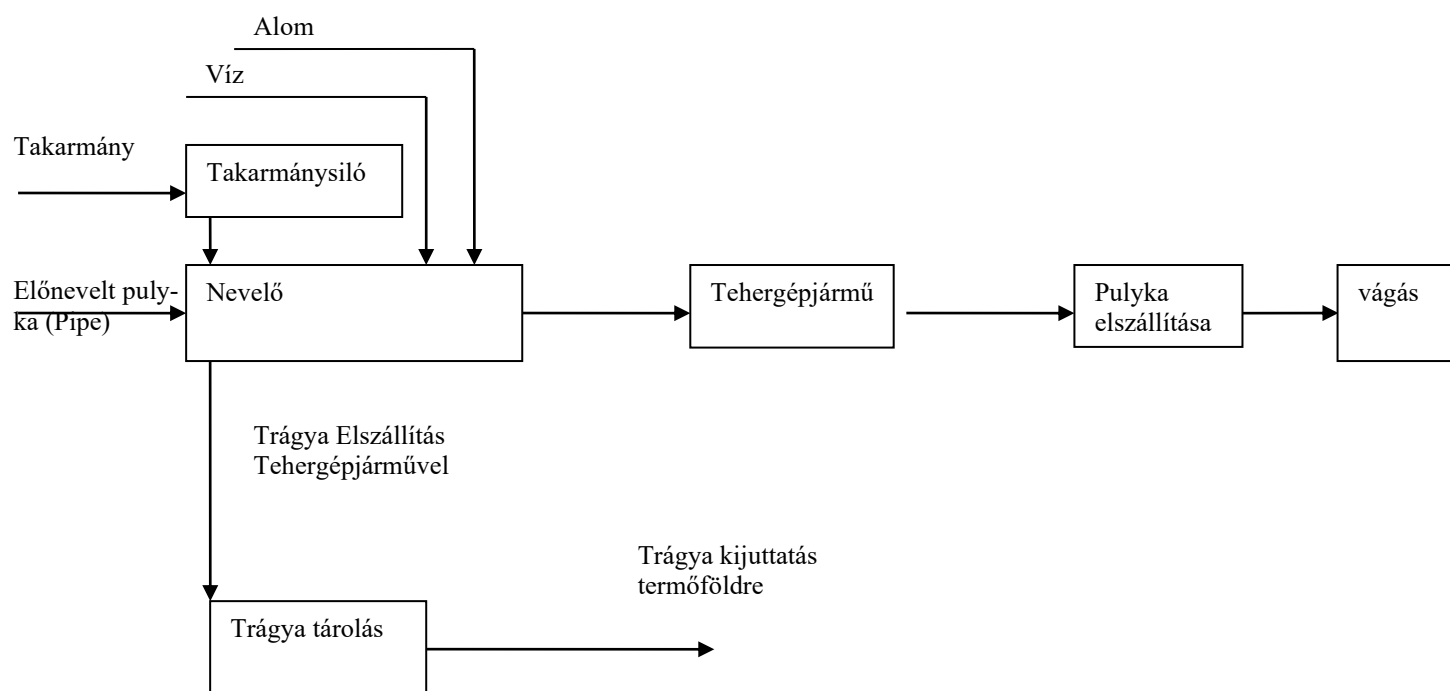 Alom
Víz
Takarmány
Takarmánysiló
Előnevelt puly-
ka (Pipe)
Nevelő
Tehergépjármű
Pulyka
elszállítása
vágás
Trágya Elszállítás
Tehergépjárművel
Trágya kijuttatás
termőföldre
Trágya tárolás